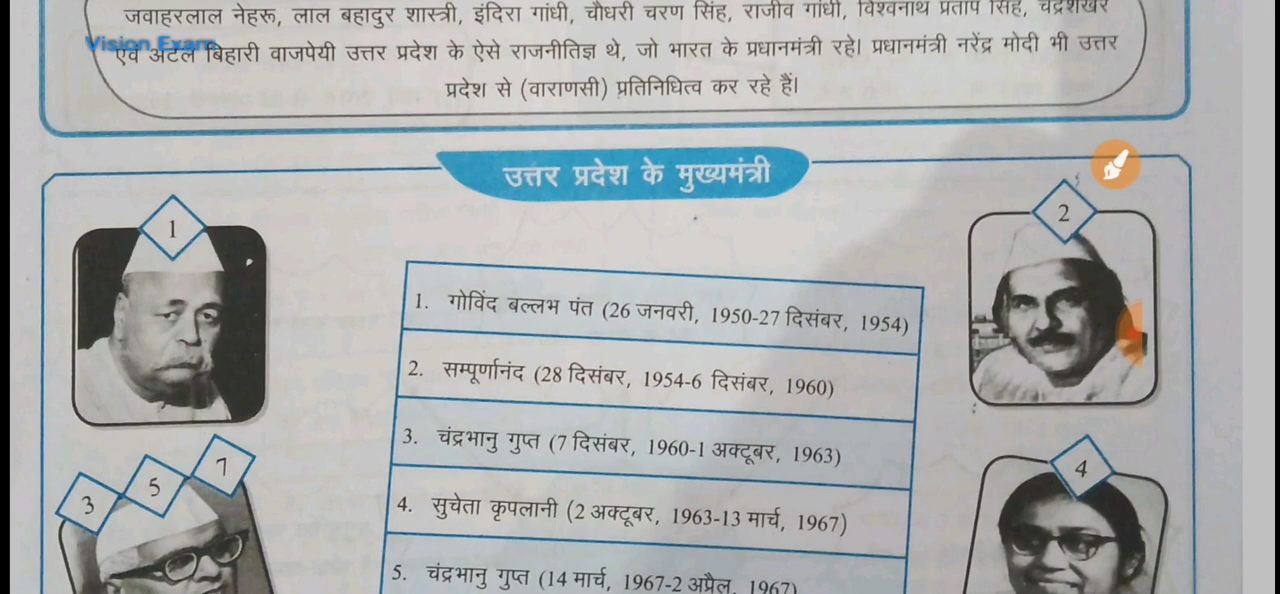 जवाहरलाल नेहरू, लाल बहादुर शास्त्री, इंदिरा गांधी, चौधरी चरण सिंह, राजीव गांधी, विश्वनाथ प्रताप सिंह, चंद्रशेखर
Vision Exam
एवं अटल बिहारी वाजपेयी उत्तर प्रदेश के ऐसे राजनीतिज्ञ थे, जो भारत के प्रधानमंत्री रहे। प्रधानमंत्री नरेंद्र मोदी भी उत्तर
प्रदेश से (वाराणसी) प्रतिनिधित्व कर रहे हैं।
उत्तर प्रदेश के मुख्यमंत्री
1
2
1. गोविंद बल्लभ पंत (26 जनवरी, 1950-27 दिसंबर, 1954)
2. सम्पूर्णानंद (28 दिसंबर, 1954-6 दिसंबर, 1960)
3. चंद्रभानु गुप्त (7 दिसंबर, 1960-1 अक्टूबर, 1963)
3 5 7
4
4. सुचेता कृपलानी (2 अक्टूबर, 1963-13 मार्च, 1967)
5. चंद्रभानु गुप्त (14 मार्च, 1967-2 अप्रैल, 1967)